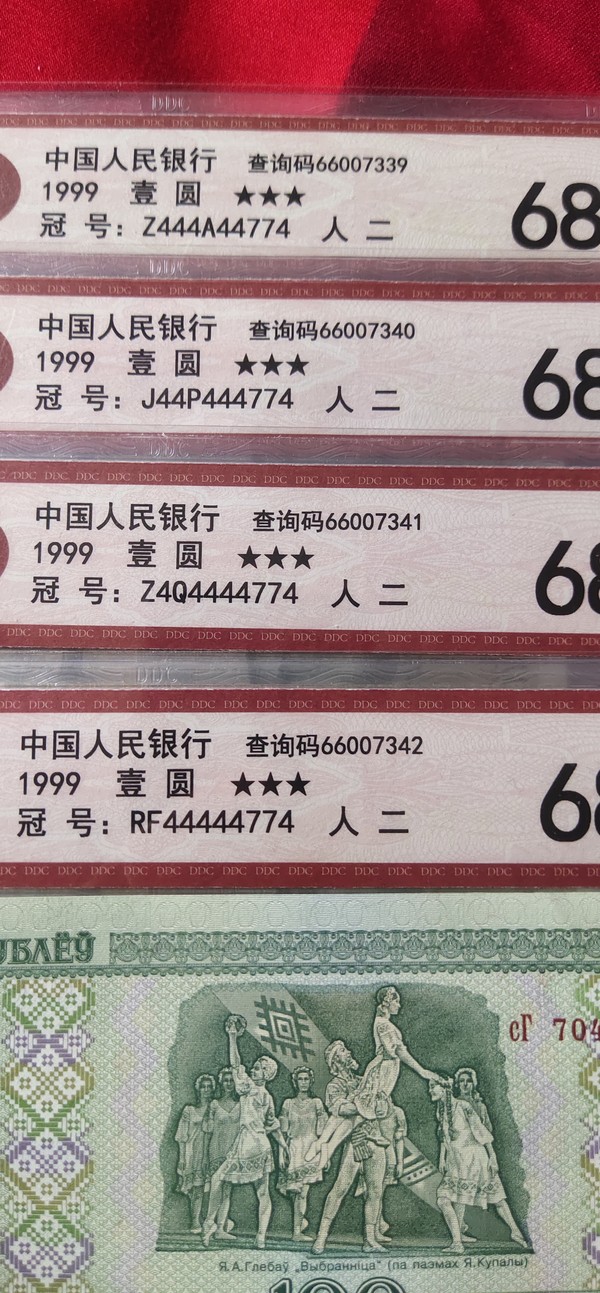 中国人民银行 查询码66007339
1999 壹 圆 ★★★
冠 号: Z444A44774 人 二
68
中国人民银行 查询码66007340
1999 壹 圆 ★★★
冠 号: J44P444774 人 二
68
中国人民银行 查询码66007341
1999 壹 圆 ★★★
冠 号: Z4Q4444774 人 二
68
中国人民银行 查询码66007342
1999 壹 圆 ★★★
冠 号: RF44444774 人 二
68
УБЛЁЎ
сГ 704
Я.А.Глебаў „Выбранніца" (па паэмах Я.Купалы)
100